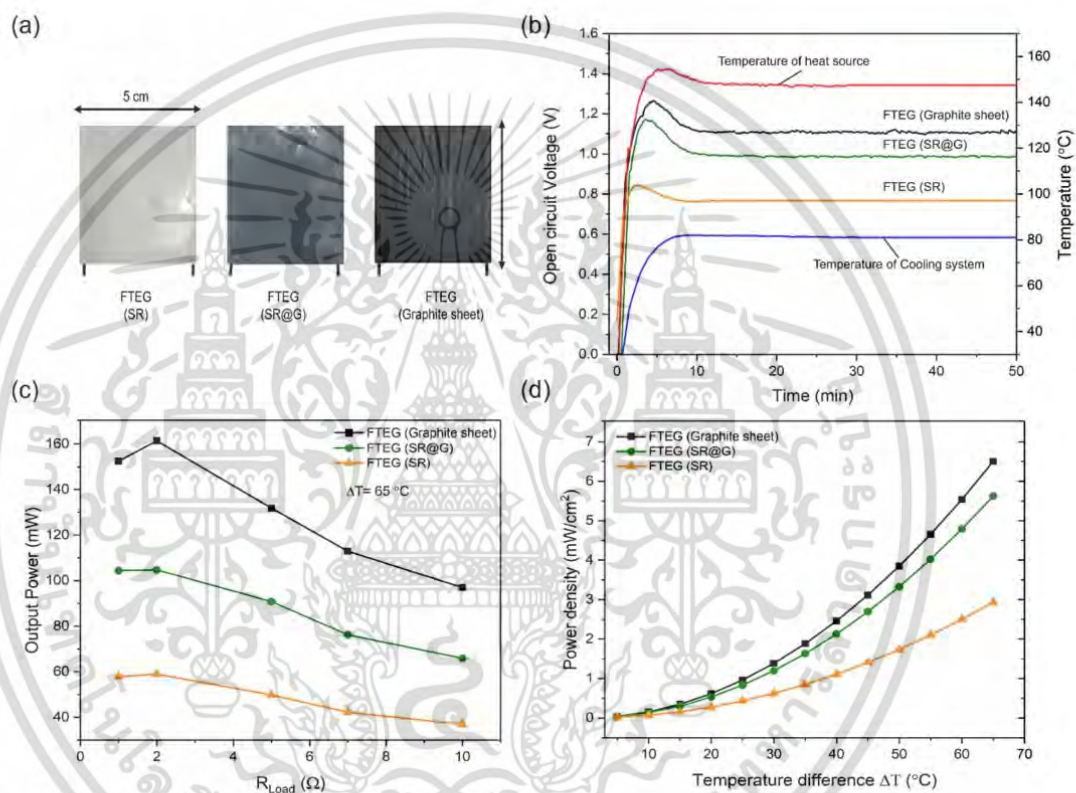 (a)
5 cm
FTEG
(SR)
FTEG
(SR@G)
FTEG
(Graphite sheet)
(b)
1.6
1.4
1.2
1.0
0.8
0.6
0.4
0.2
0.0
Open circuit Voltage (V)
Temperature of heat source
FTEG (Graphite sheet)
FTEG (SR@G)
FTEG (SR)
Temperature of Cooling system
160
140
120
100
80
60
40
Temperature (°C)
0
10
20
30
40
50
Time (min)
(c)
160
140
120
100
80
60
40
Output Power (mW)
FTEG (Graphite sheet)
FTEG (SR@G)
FTEG (SR)
ΔT= 65 °C
0
2
4
6
8
10
R_Load (Ω)
(d)
7
6
5
4
3
2
1
0
Power density (mW/cm²)
FTEG (Graphite sheet)
FTEG (SR@G)
FTEG (SR)
10
20
30
40
50
60
70
Temperature difference ΔT (°C)